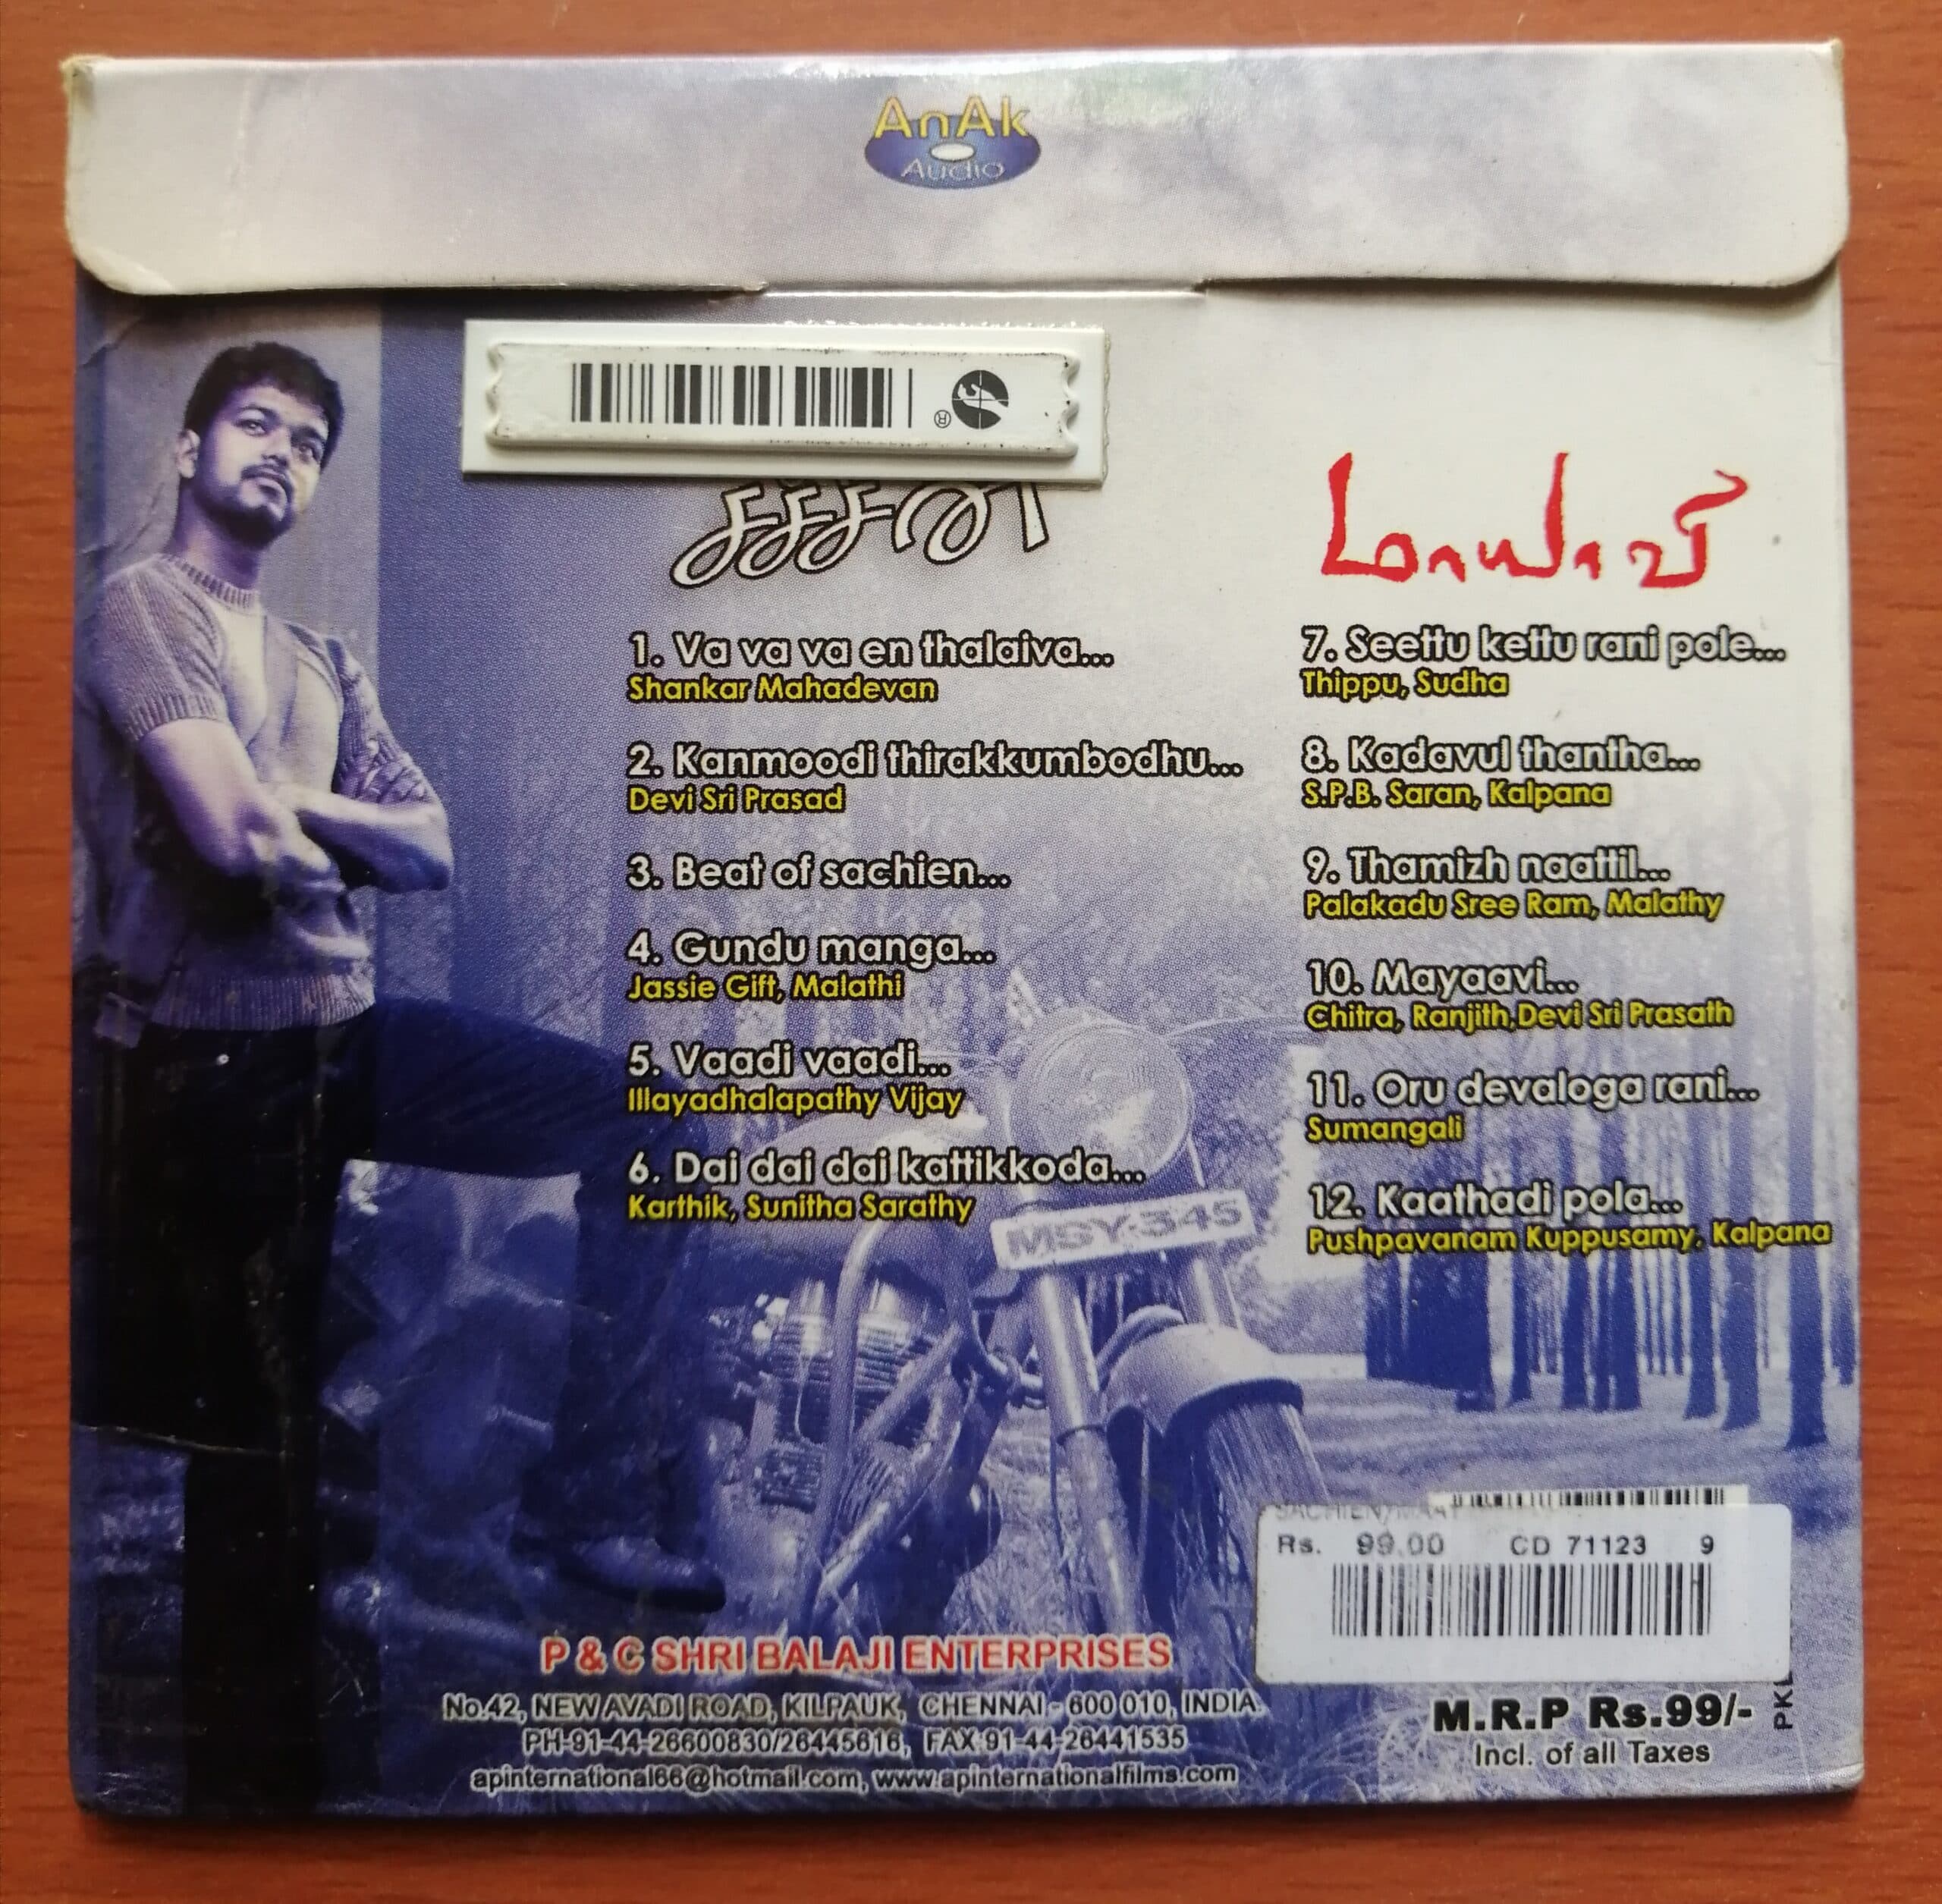 AnAk
Audio
சச்சின்
மாயாவி
1. Va va va en thalaiva...
Shankar Mahadevan
2. Kanmoodi thirakkumbodhu...
Devi Sri Prasad
3. Beat of sachien...
4. Gundu manga...
Jassie Gift, Malathi
5. Vaadi vaadi...
Illayadhalapathy Vijay
6. Dai dai dai kattikkoda...
Karthik, Sunitha Sarathy
7. Seettu kettu rani pole...
Thippu, Sudha
8. Kadavul thantha...
S.P.B. Saran, Kalpana
9. Thamizh naattil...
Palakadu Sree Ram, Malathy
10. Mayaavi...
Chitra, Ranjith,Devi Sri Prasath
11. Oru devaloga rani...
Sumangali
12. Kaathadi pola...
Pushpavanam Kuppusamy, Kalpana
MSY-345
Rs. 99.00 CD 71123 9
P & C SHRI BALAJI ENTERPRISES
No.42, NEW AVADI ROAD, KILPAUK, CHENNAI - 600 010, INDIA.
PH-91-44-26600830/26445616, FAX:91-44-26441535
apinternational66@hotmail.com, www.apinternationalfilms.com
M.R.P Rs.99/-
Incl. of all Taxes